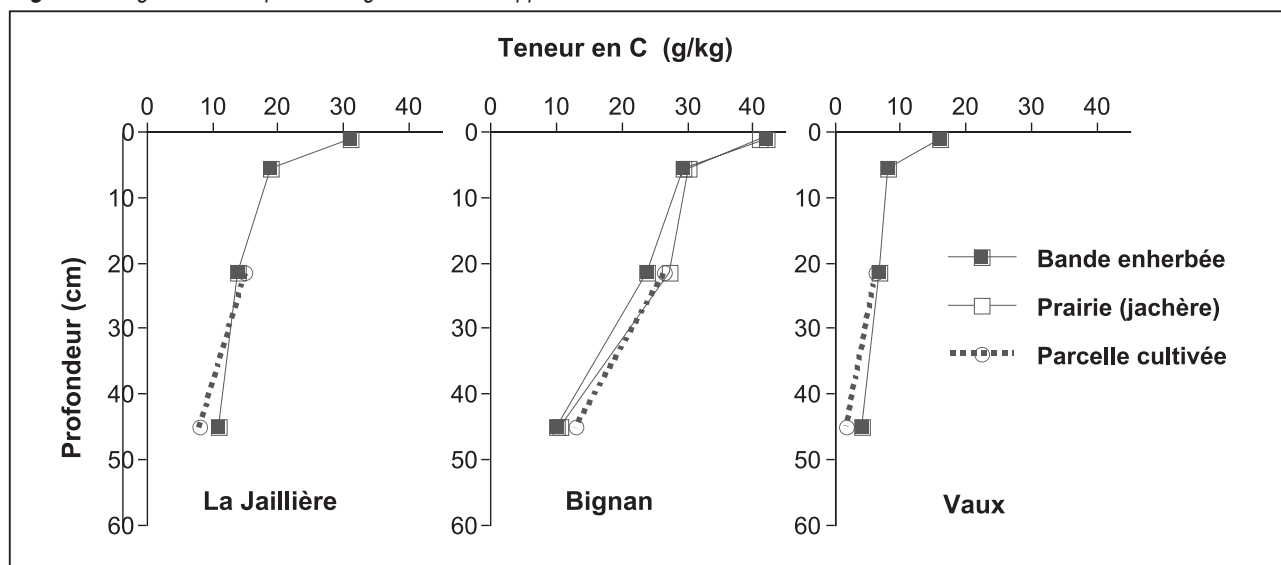 Teneur en C (g/kg)
0 10 20 30 40
0 10 20 30 40
0 10 20 30 40
0
10
20
30
40
50
60
0
10
20
30
40
50
60
0
10
20
30
40
50
60
Profondeur (cm)
Bande enherbée
Prairie (jachère)
Parcelle cultivée
La Jaillière
Bignan
Vaux